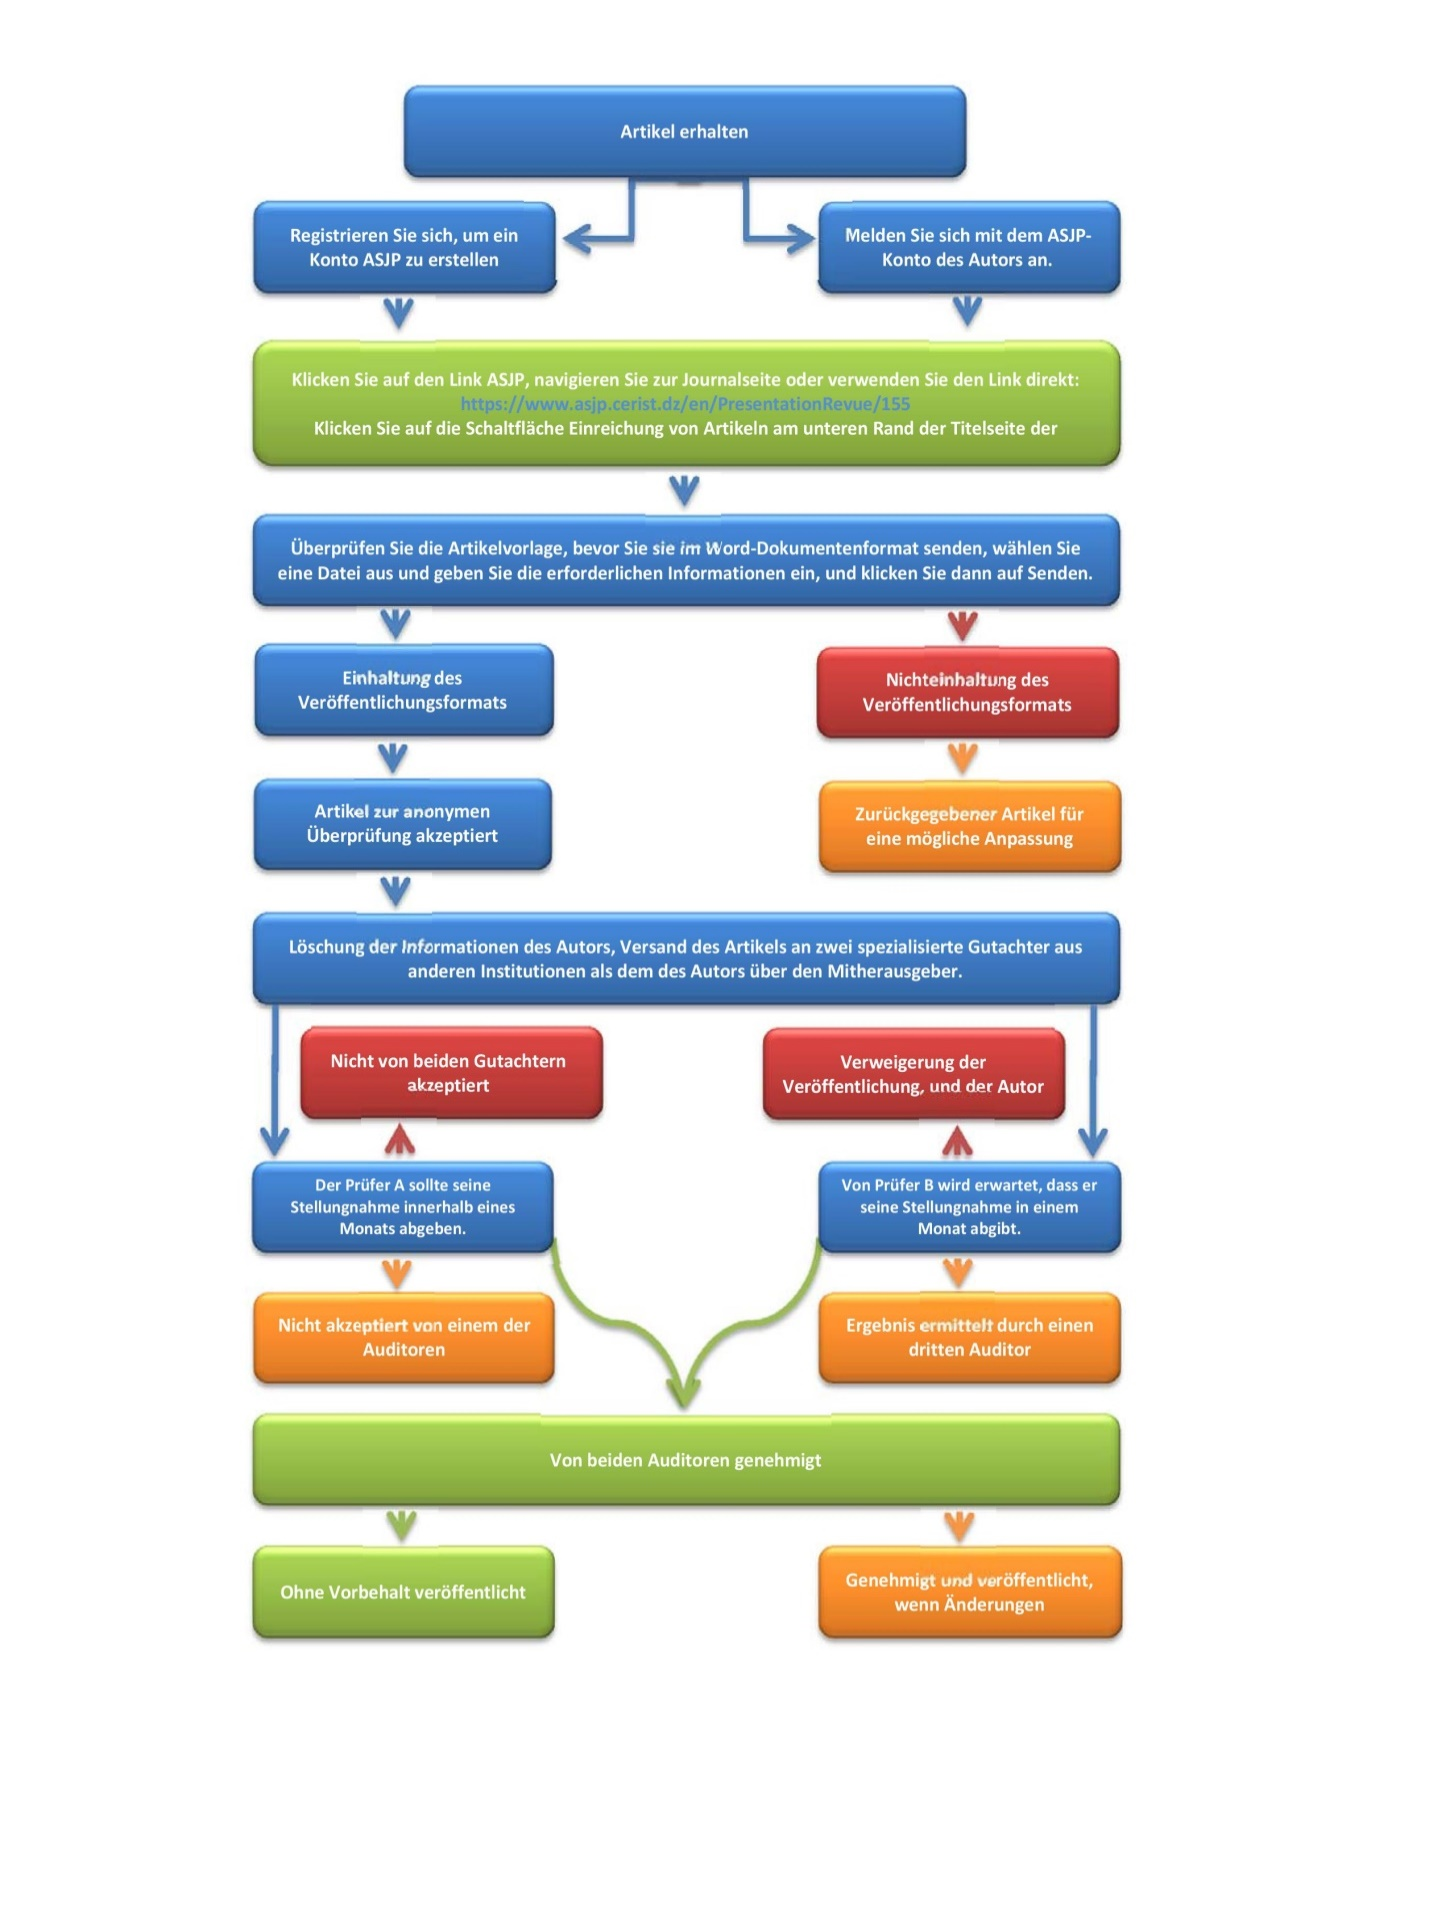 Artikel erhalten
Registrieren Sie sich, um ein
Konto ASJP zu erstellen
Melden Sie sich mit dem ASJP-
Konto des Autors an.
Klicken Sie auf den Link ASJP, navigieren Sie zur Journalseite oder verwenden Sie den Link direkt:
https://www.asjp.cerist.dz/en/PresentationRevue/155
Klicken Sie auf die Schaltfläche Einreichung von Artikeln am unteren Rand der Titelseite der
Überprüfen Sie die Artikelvorlage, bevor Sie sie im Word-Dokumentenformat senden, wählen Sie
eine Datei aus und geben Sie die erforderlichen Informationen ein, und klicken Sie dann auf Senden.
Einhaltung des
Veröffentlichungsformats
Nichteinhaltung des
Veröffentlichungsformats
Artikel zur anonymen
Überprüfung akzeptiert
Zurückgegebener Artikel für
eine mögliche Anpassung
Löschung der Informationen des Autors, Versand des Artikels an zwei spezialisierte Gutachter aus
anderen Institutionen als dem des Autors über den Mitherausgeber.
Nicht von beiden Gutachtern
akzeptiert
Verweigerung der
Veröffentlichung, und der Autor
Der Prüfer A sollte seine
Stellungnahme innerhalb eines
Monats abgeben.
Von Prüfer B wird erwartet, dass er
seine Stellungnahme in einem
Monat abgibt.
Nicht akzeptiert von einem der
Auditoren
Ergebnis ermittelt durch einen
dritten Auditor
Von beiden Auditoren genehmigt
Ohne Vorbehalt veröffentlicht
Genehmigt und veröffentlicht,
wenn Änderungen